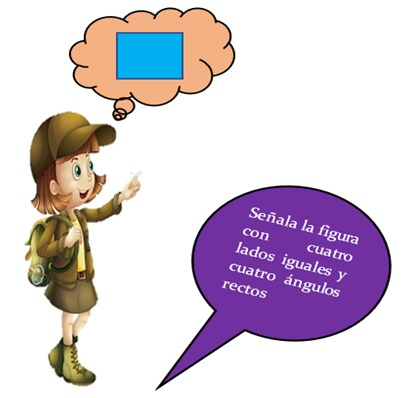 Señala la figura
con cuatro
lados iguales y
cuatro ángulos
rectos